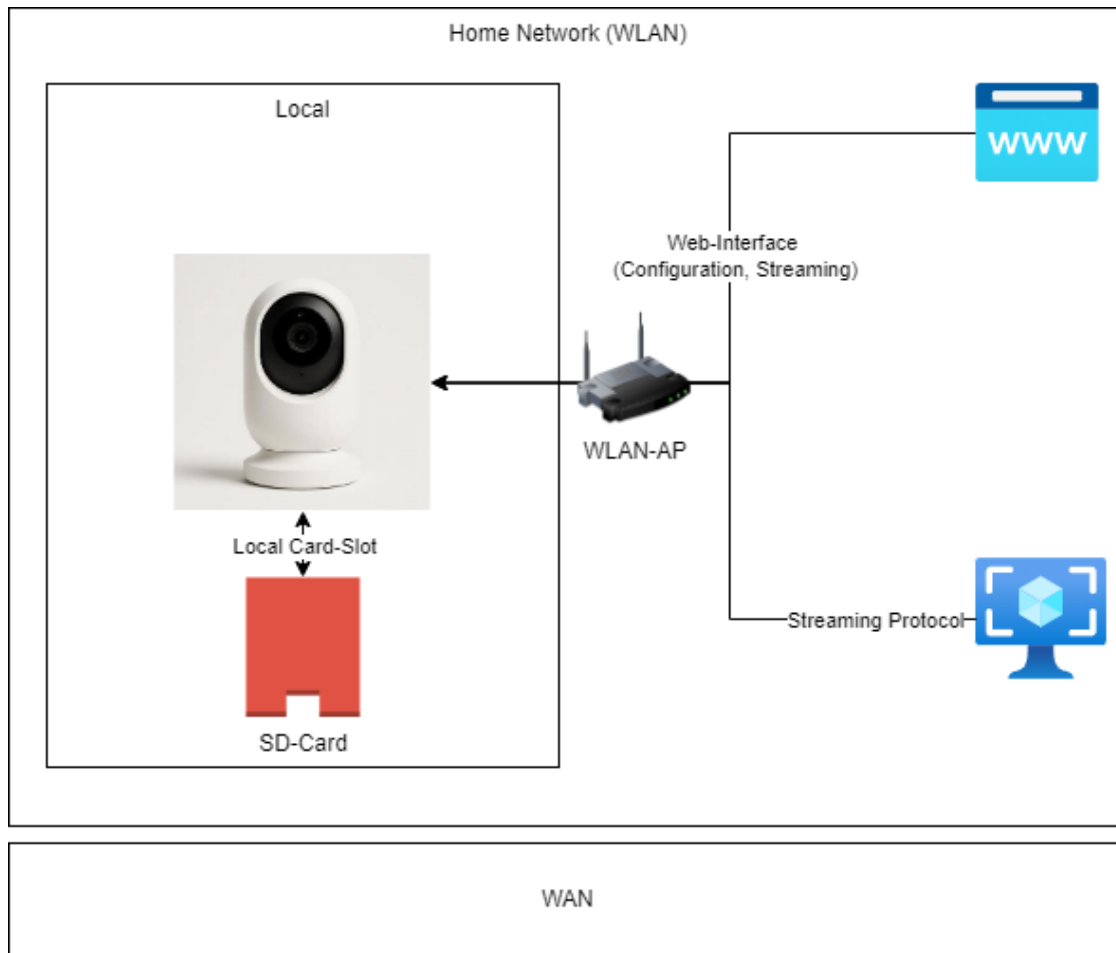 Home Network (WLAN)
Local
www
Web-Interface
(Configuration, Streaming)
WLAN-AP
Local Card-Slot
Streaming Protocol
SD-Card
WAN